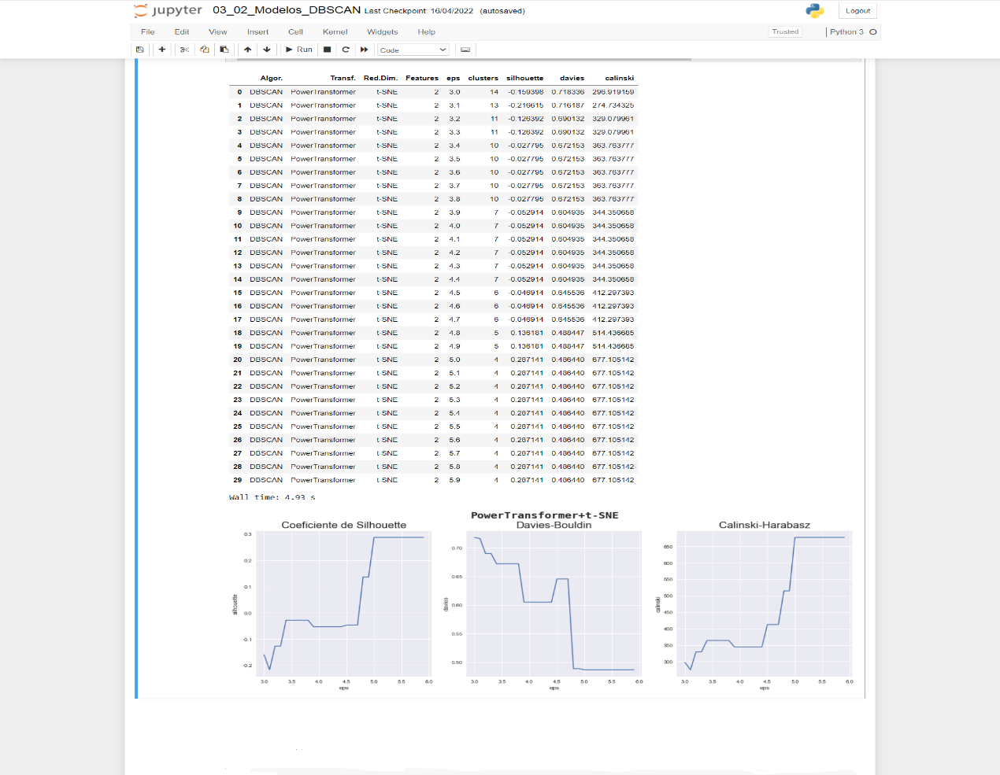 jupyter 03_02_Modelos_DBSCAN Last Checkpoint: 16/04/2022 (autosaved) Logout
File Edit View Insert Cell Kernel Widgets Help Trusted Python 3
Run Code
Algor. Transf. Red.Dim. Features eps clusters silhouette davies calinski
0 DBSCAN PowerTransformer t-SNE 2 3.0 14 -0.159398 0.718336 296.919159
1 DBSCAN PowerTransformer t-SNE 2 3.1 13 -0.216615 0.716187 274.734325
2 DBSCAN PowerTransformer t-SNE 2 3.2 11 -0.126392 0.690132 329.079961
3 DBSCAN PowerTransformer t-SNE 2 3.3 11 -0.126392 0.690132 329.079961
4 DBSCAN PowerTransformer t-SNE 2 3.4 10 -0.027795 0.672153 363.763777
5 DBSCAN PowerTransformer t-SNE 2 3.5 10 -0.027795 0.672153 363.763777
6 DBSCAN PowerTransformer t-SNE 2 3.6 10 -0.027795 0.672153 363.763777
7 DBSCAN PowerTransformer t-SNE 2 3.7 10 -0.027795 0.672153 363.763777
8 DBSCAN PowerTransformer t-SNE 2 3.8 10 -0.027795 0.672153 363.763777
9 DBSCAN PowerTransformer t-SNE 2 3.9 7 -0.052914 0.604935 344.350658
10 DBSCAN PowerTransformer t-SNE 2 4.0 7 -0.052914 0.604935 344.350658
11 DBSCAN PowerTransformer t-SNE 2 4.1 7 -0.052914 0.604935 344.350658
12 DBSCAN PowerTransformer t-SNE 2 4.2 7 -0.052914 0.604935 344.350658
13 DBSCAN PowerTransformer t-SNE 2 4.3 7 -0.052914 0.604935 344.350658
14 DBSCAN PowerTransformer t-SNE 2 4.4 7 -0.052914 0.604935 344.350658
15 DBSCAN PowerTransformer t-SNE 2 4.5 6 -0.046914 0.645536 412.297393
16 DBSCAN PowerTransformer t-SNE 2 4.6 6 -0.046914 0.645536 412.297393
17 DBSCAN PowerTransformer t-SNE 2 4.7 6 -0.046914 0.645536 412.297393
18 DBSCAN PowerTransformer t-SNE 2 4.8 5 0.136181 0.488447 514.436685
19 DBSCAN PowerTransformer t-SNE 2 4.9 5 0.136181 0.488447 514.436685
20 DBSCAN PowerTransformer t-SNE 2 5.0 4 0.287141 0.486440 677.105142
21 DBSCAN PowerTransformer t-SNE 2 5.1 4 0.287141 0.486440 677.105142
22 DBSCAN PowerTransformer t-SNE 2 5.2 4 0.287141 0.486440 677.105142
23 DBSCAN PowerTransformer t-SNE 2 5.3 4 0.287141 0.486440 677.105142
24 DBSCAN PowerTransformer t-SNE 2 5.4 4 0.287141 0.486440 677.105142
25 DBSCAN PowerTransformer t-SNE 2 5.5 4 0.287141 0.486440 677.105142
26 DBSCAN PowerTransformer t-SNE 2 5.6 4 0.287141 0.486440 677.105142
27 DBSCAN PowerTransformer t-SNE 2 5.7 4 0.287141 0.486440 677.105142
28 DBSCAN PowerTransformer t-SNE 2 5.8 4 0.287141 0.486440 677.105142
29 DBSCAN PowerTransformer t-SNE 2 5.9 4 0.287141 0.486440 677.105142
Wall time: 4.93 s
PowerTransformer+t-SNE
Coeficiente de Silhouette
0.3
0.2
0.1
0.0
-0.1
-0.2
silhouette
3.0 3.5 4.0 4.5 5.0 5.5 6.0
eps
Davies-Bouldin
0.70
0.65
0.60
0.55
0.50
davies
3.0 3.5 4.0 4.5 5.0 5.5 6.0
eps
Calinski-Harabasz
650
600
550
500
450
400
350
300
calinski
3.0 3.5 4.0 4.5 5.0 5.5 6.0
eps